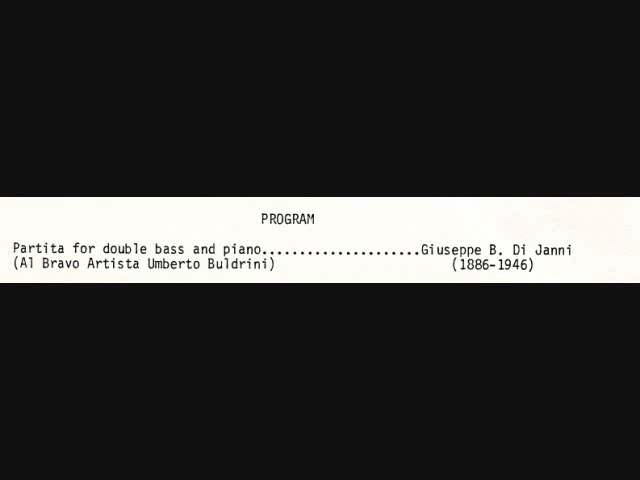 PROGRAM
Partita for double bass and piano.....................Giuseppe B. Di Janni
(Al Bravo Artista Umberto Buldrini) (1886-1946)